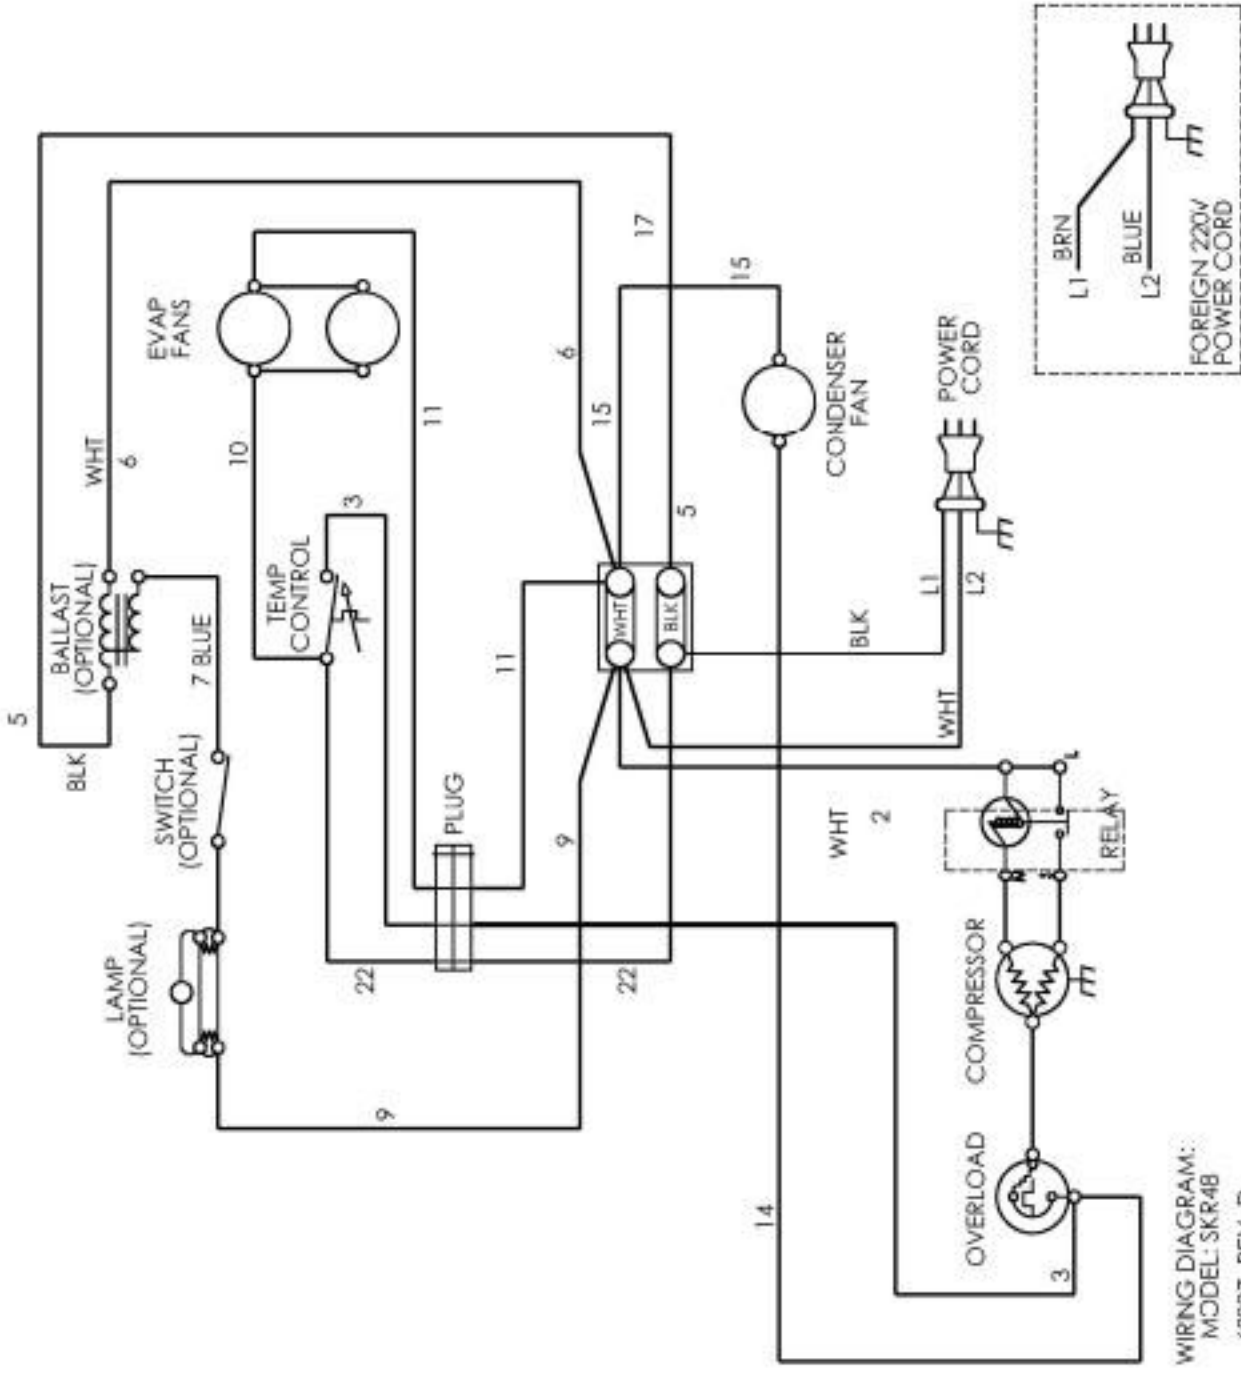 5
BLK
LAMP
(OPTIONAL)
SWITCH
(OPTIONAL)
BALLAST
(OPTIONAL)
WHT
6
7 BLUE
EVAP
FANS
10
TEMP
CONTROL
3
9
22
PLUG
11
11
9
6
22
WHT
BLK
15
17
5
15
14
WHT
2
BLK
CONDENSER
FAN
OVERLOAD
COMPRESSOR
WHT
L1
L2
POWER
CORD
3
RELAY
L
BRN
L1
BLUE
L2
FOREIGN 220V
POWER CORD
WIRING DIAGRAM:
MODEL: SKR48